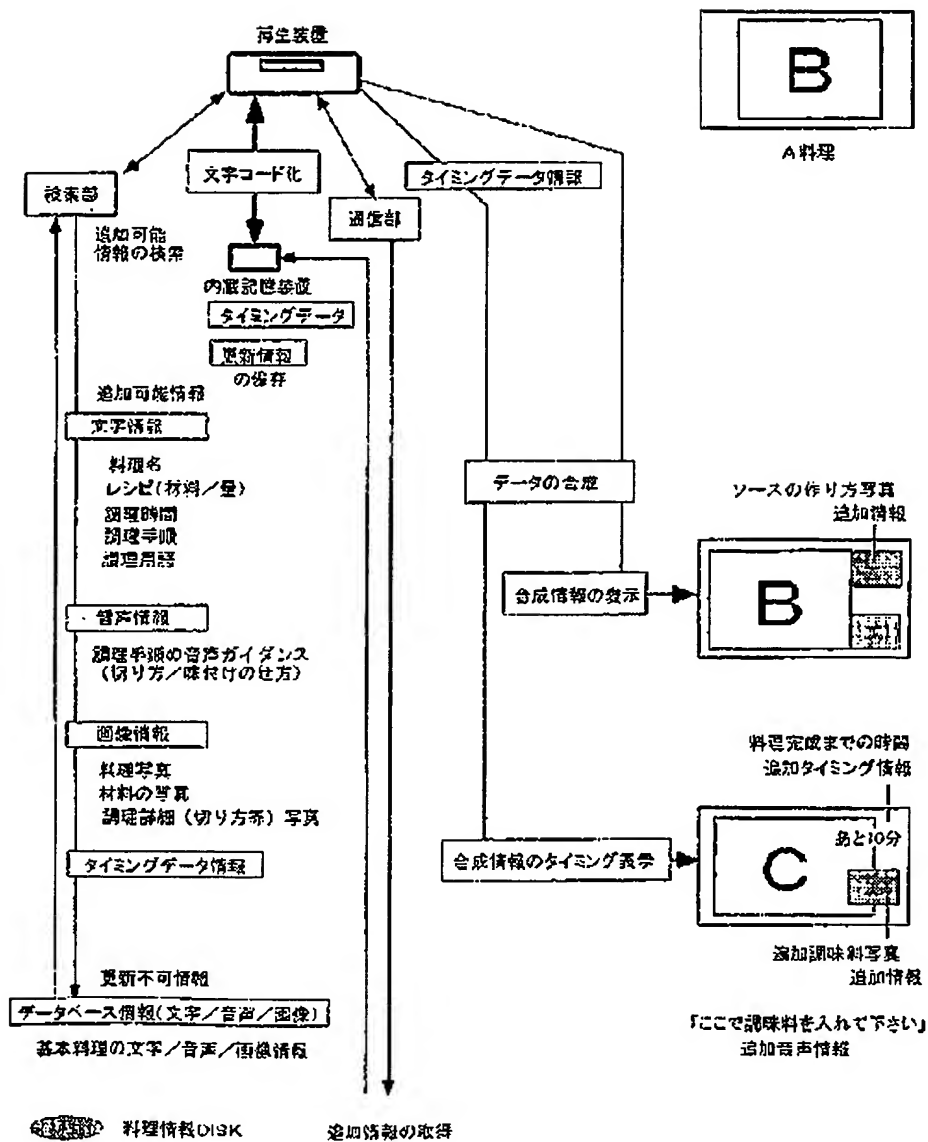 再生装置
B
A料理
文字コード化
タイミングデータ情報
検索部
通信部
追加可能
情報の検索
内蔵記憶装置
タイミングデータ
更新情報
の保存
追加可能情報
文字情報
料理名
レシピ(材料/量)
調理時間
調理手順
調理用語
データの合成
ソースの作り方写真
追加情報
合成情報の表示
B
音声情報
調理手順の音声ガイダンス
(切り方/味付けの仕方)
画像情報
料理写真
材料の写真
調理詳細(切り方等)写真
料理完成までの時間
追加タイミング情報
あと10分
C
合成情報のタイミング表示
タイミングデータ情報
追加調味料写真
追加情報
更新不可情報
データベース情報(文字/音声/画像)
基本料理の文字/音声/画像情報
「ここで調味料を入れて下さい」
追加音声情報
料理情報DISK
追加情報の取得